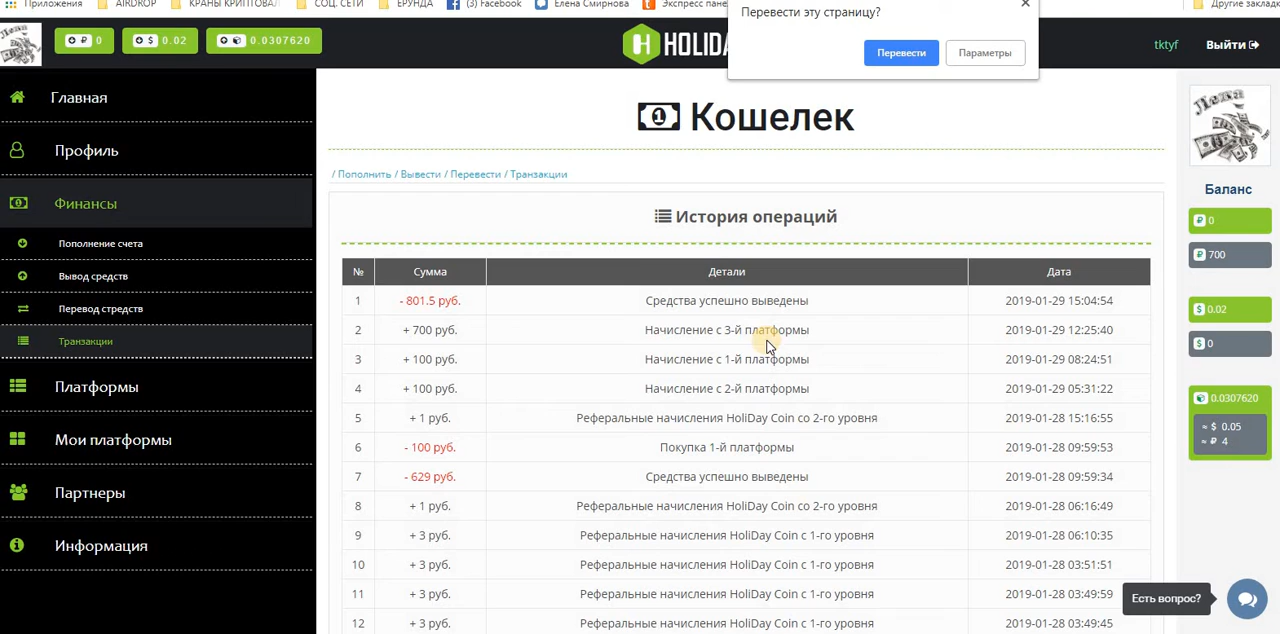 Приложения AIRDROP КРАНЫ КРИПТОВАЛ СОЦ. СЕТИ ЕРУНДА (3) Facebook Елена Смирнова Экспресс пане Другие заклад
Перевести эту страницу?
Перевести Параметры
₽ 0 $ 0.02 0.0307620
HOLID
tktyf Выйти
Лена
Главная
Профиль
Финансы
Пополнение счета
Вывод средств
Перевод стредств
Транзакции
Платформы
Мои платформы
Партнеры
Информация
Кошелек
/ Пополнить / Вывести / Перевести / Транзакции
История операций
№ Сумма Детали Дата
1 - 801.5 руб. Средства успешно выведены 2019-01-29 15:04:54
2 + 700 руб. Начисление с 3-й платформы 2019-01-29 12:25:40
3 + 100 руб. Начисление с 1-й платформы 2019-01-29 08:24:51
4 + 100 руб. Начисление с 2-й платформы 2019-01-29 05:31:22
5 + 1 руб. Реферальные начисления HoliDay Coin со 2-го уровня 2019-01-28 15:16:55
6 - 100 руб. Покупка 1-й платформы 2019-01-28 09:59:53
7 - 629 руб. Средства успешно выведены 2019-01-28 09:59:34
8 + 1 руб. Реферальные начисления HoliDay Coin со 2-го уровня 2019-01-28 06:16:49
9 + 3 руб. Реферальные начисления HoliDay Coin с 1-го уровня 2019-01-28 06:10:35
10 + 3 руб. Реферальные начисления HoliDay Coin с 1-го уровня 2019-01-28 03:51:51
11 + 3 руб. Реферальные начисления HoliDay Coin с 1-го уровня 2019-01-28 03:49:59
12 + 3 руб. Реферальные начисления HoliDay Coin с 1-го уровня 2019-01-28 03:49:45
Лена
Баланс
₽ 0
₽ 700
$ 0.02
$ 0
0.0307620
≈ $ 0.05
≈ ₽ 4
Есть вопрос?